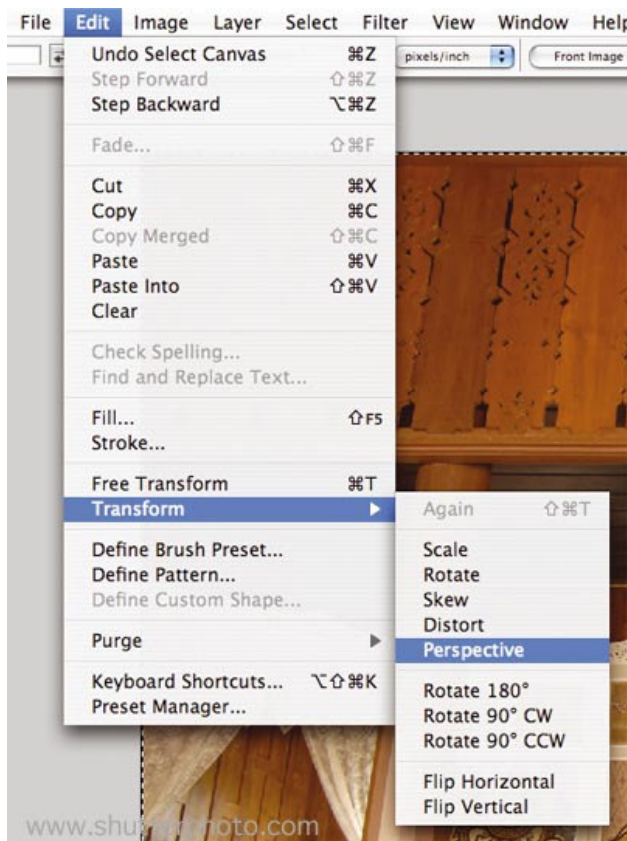 File Edit Image Layer Select Filter View Window Help
pixels/inch Front Image
Undo Select Canvas ⌘Z
Step Forward ⇧⌘Z
Step Backward ⌥⌘Z
Fade... ⇧⌘F
Cut ⌘X
Copy ⌘C
Copy Merged ⇧⌘C
Paste ⌘V
Paste Into ⇧⌘V
Clear
Check Spelling...
Find and Replace Text...
Fill... ⇧F5
Stroke...
Free Transform ⌘T
Transform
Define Brush Preset...
Define Pattern...
Define Custom Shape...
Purge
Keyboard Shortcuts... ⌥⇧⌘K
Preset Manager...
Again ⇧⌘T
Scale
Rotate
Skew
Distort
Perspective
Rotate 180°
Rotate 90° CW
Rotate 90° CCW
Flip Horizontal
Flip Vertical